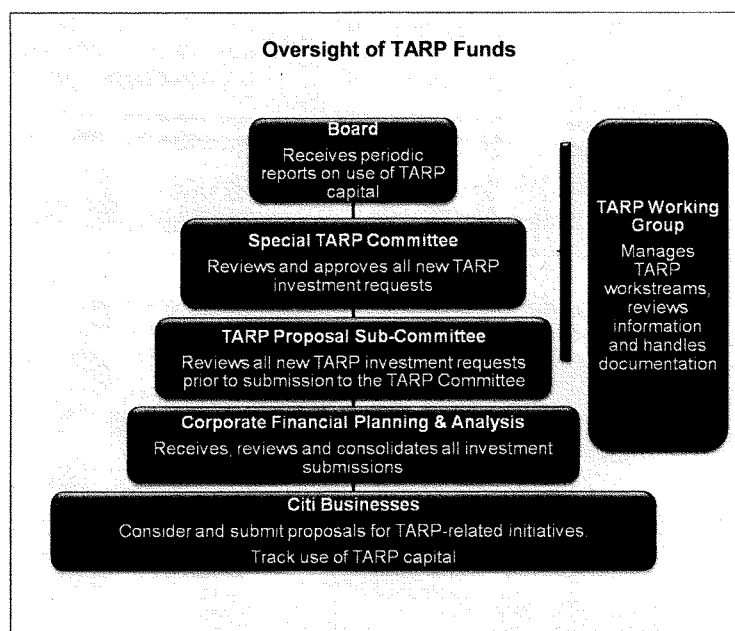 Oversight of TARP Funds
Board
Receives periodic
reports on use of TARP
capital
Special TARP Committee
Reviews and approves all new TARP
investment requests
TARP Proposal Sub-Committee
Reviews all new TARP investment requests
prior to submission to the TARP Committee
Corporate Financial Planning & Analysis
Receives, reviews and consolidates all investment
submissions
Citi Businesses
Consider and submit proposals for TARP-related initiatives.
Track use of TARP capital
TARP Working
Group
Manages
TARP
workstreams,
reviews
information
and handles
documentation